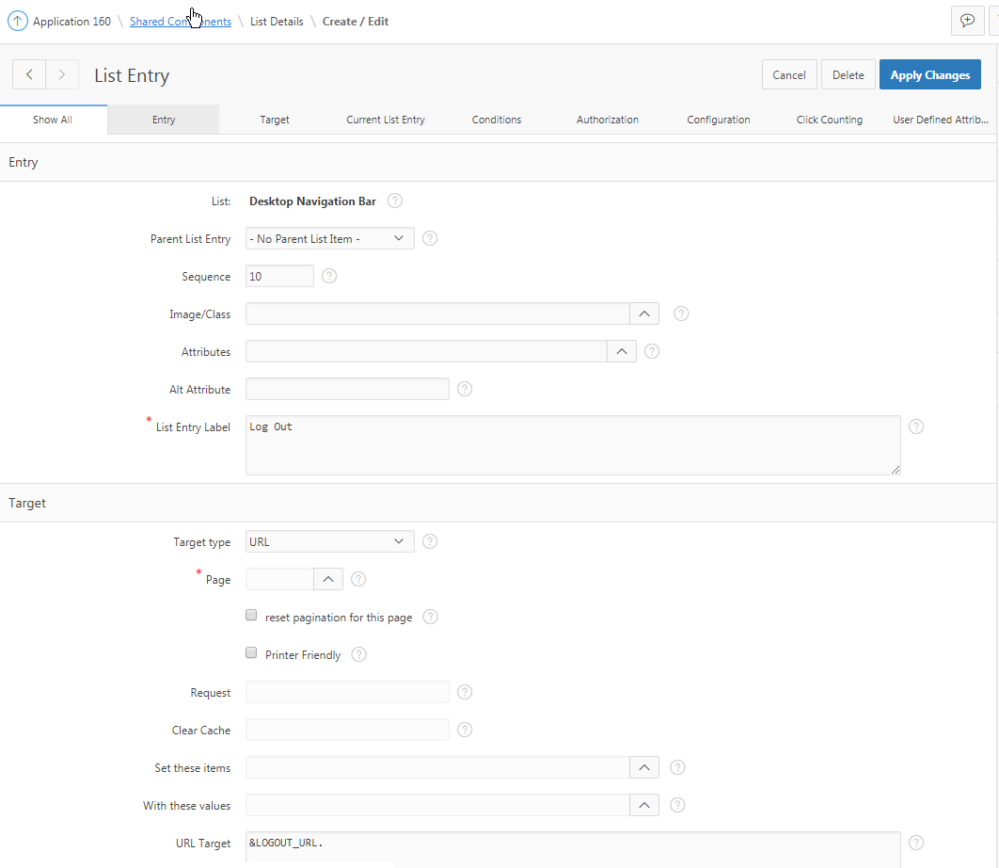 Application 160 \ Shared Components \ List Details \ Create / Edit
List Entry
Cancel Delete Apply Changes
Show All Entry Target Current List Entry Conditions Authorization Configuration Click Counting User Defined Attrib...
Entry
List: Desktop Navigation Bar ?
Parent List Entry - No Parent List Item - ?
Sequence 10 ?
Image/Class ?
Attributes ?
Alt Attribute ?
* List Entry Label Log Out ?
Target
Target type URL ?
* Page ?
reset pagination for this page ?
Printer Friendly ?
Request ?
Clear Cache ?
Set these items ?
With these values ?
URL Target &LOGOUT_URL. ?